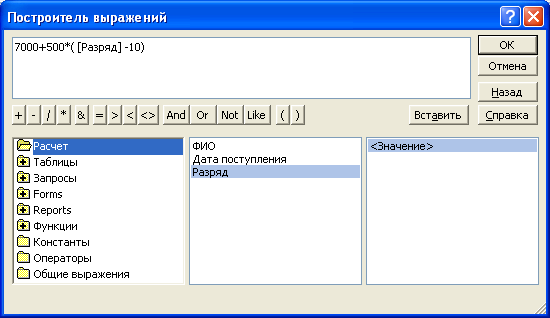 Построитель выражений
7000+500*( [Разряд] -10)
ОК
Отмена
Назад
Справка
+ - / * & = > < <> And Or Not Like ( ) Вставить
Расчет
Таблицы
Запросы
Forms
Reports
Функции
Константы
Операторы
Общие выражения
ФИО
Дата поступления
Разряд
<Значение>